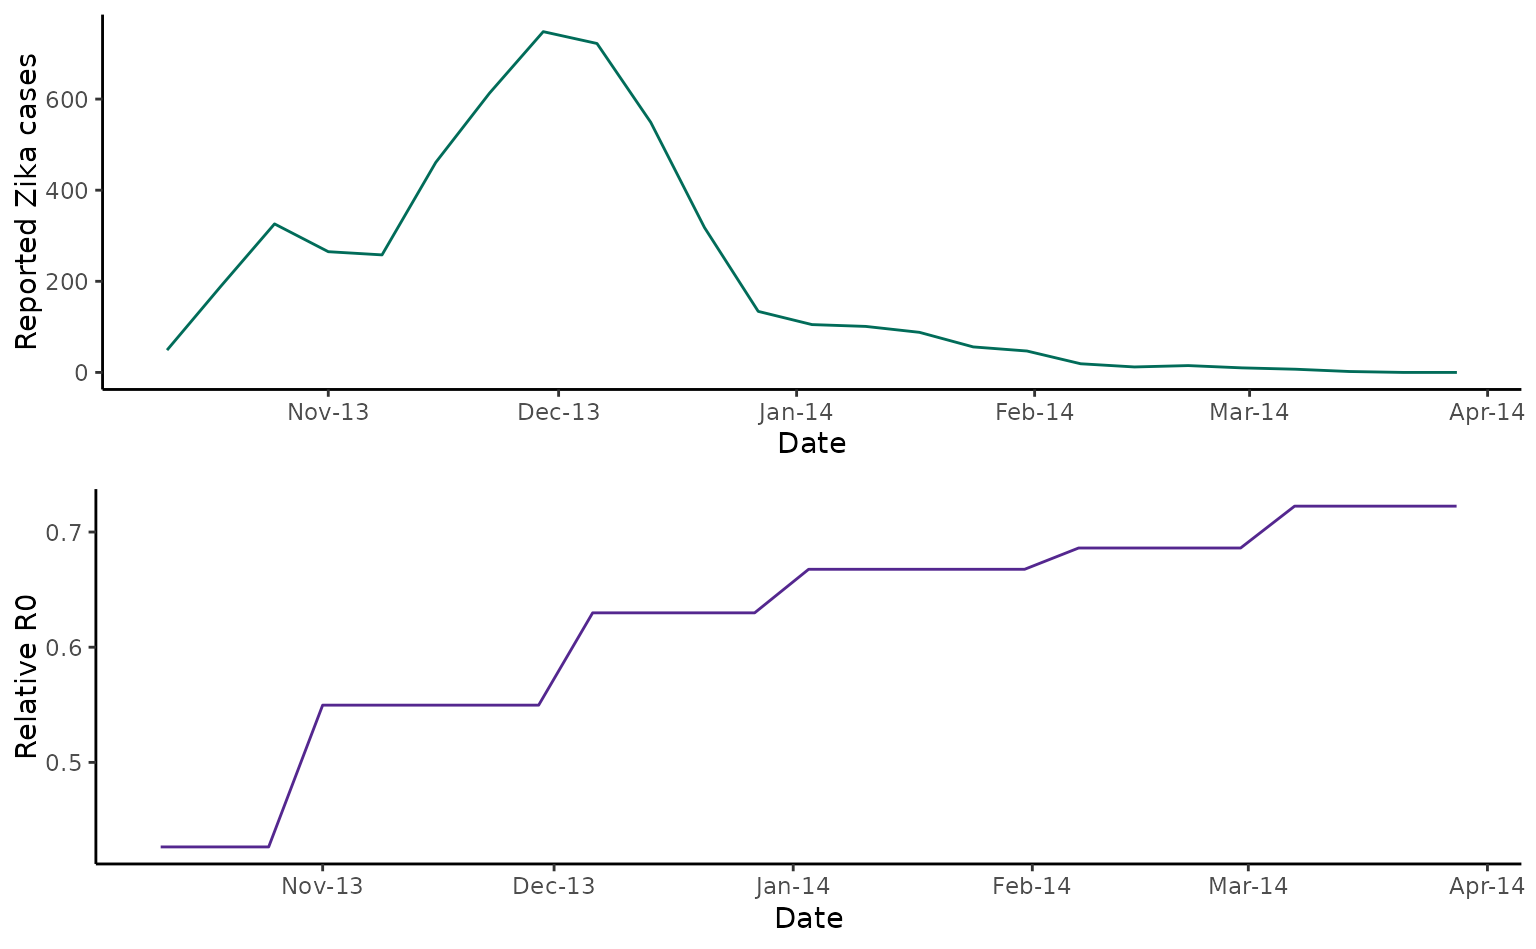 Reported Zika cases
600
400
200
0
Nov-13 Dec-13 Jan-14 Feb-14 Mar-14 Apr-14
Date
Relative R0
0.7
0.6
0.5
Nov-13 Dec-13 Jan-14 Feb-14 Mar-14 Apr-14
Date